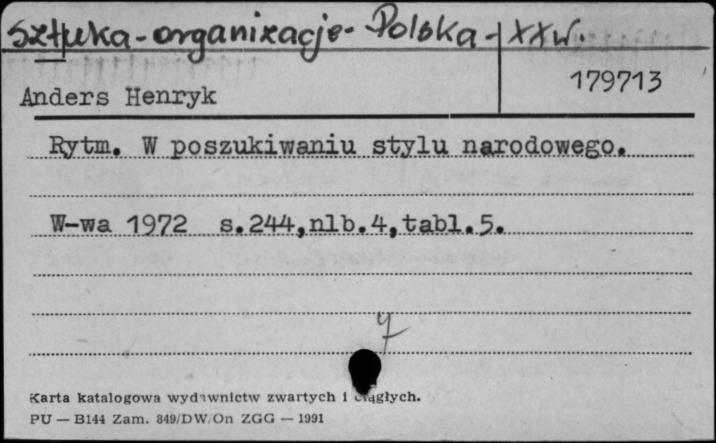 Sztuka-organizacje-Polska-XXw.
179713
Anders Henryk
Rytm. W poszukiwaniu stylu narodowego.
W-wa 1972 s.244,nlb.4,tabl.5.
Karta katalogowa wydawnictw zwartych i ciągłych.
PU — B144 Zam. 849/DW/On ZGG — 1991